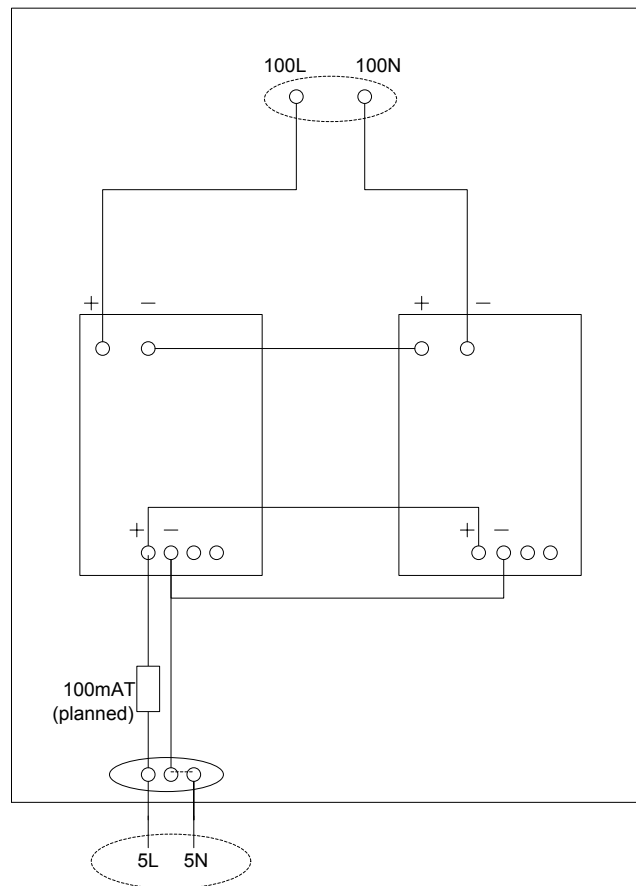 100L 100N
+ − + −
+ − + −
100mAT
(planned)
5L 5N